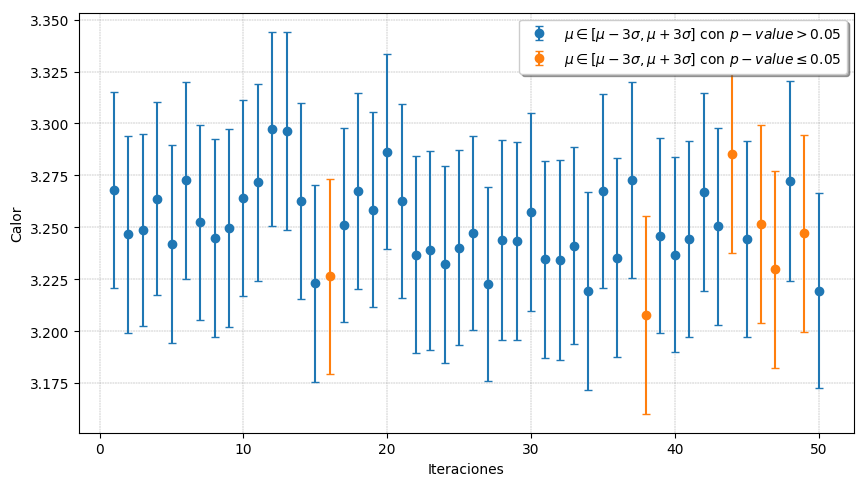 3.350
3.325
3.300
3.275
3.250
3.225
3.200
3.175
Calor
μ ∈ [μ − 3σ, μ + 3σ] con p − value > 0.05
μ ∈ [μ − 3σ, μ + 3σ] con p − value ≤ 0.05
0 10 20 30 40 50
Iteraciones